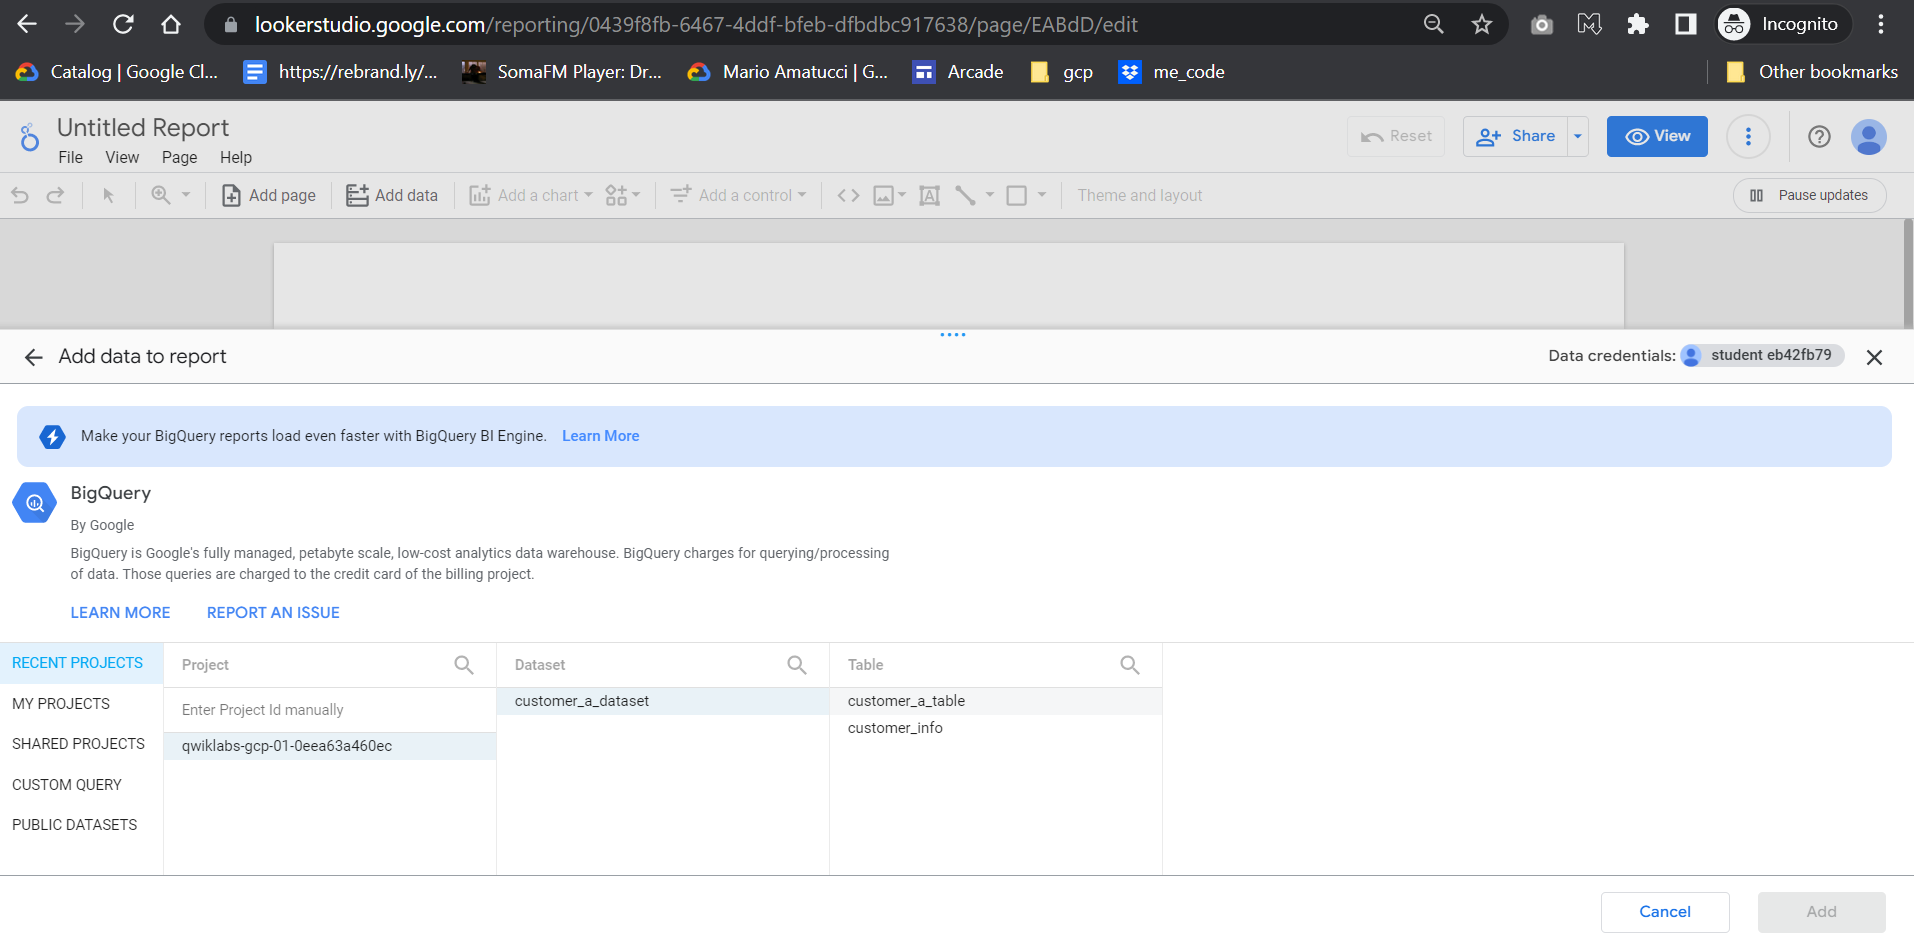 lookerstudio.google.com/reporting/0439f8fb-6467-4ddf-bfeb-dfbdbc917638/page/EABdD/edit Incognito
Catalog | Google Cl... https://rebrand.ly/... SomaFM Player: Dr... Mario Amatucci | G... Arcade gcp me_code Other bookmarks
Untitled Report
File View Page Help
Reset Share View
Add page Add data Add a chart Add a control Theme and layout Pause updates
Add data to report Data credentials: student eb42fb79
Make your BigQuery reports load even faster with BigQuery BI Engine. Learn More
BigQuery
By Google
BigQuery is Google's fully managed, petabyte scale, low-cost analytics data warehouse. BigQuery charges for querying/processing
of data. Those queries are charged to the credit card of the billing project.
LEARN MORE REPORT AN ISSUE
RECENT PROJECTS Project Dataset Table
MY PROJECTS Enter Project Id manually customer_a_dataset customer_a_table
SHARED PROJECTS qwiklabs-gcp-01-0eea63a460ec customer_info
CUSTOM QUERY
PUBLIC DATASETS
Cancel Add